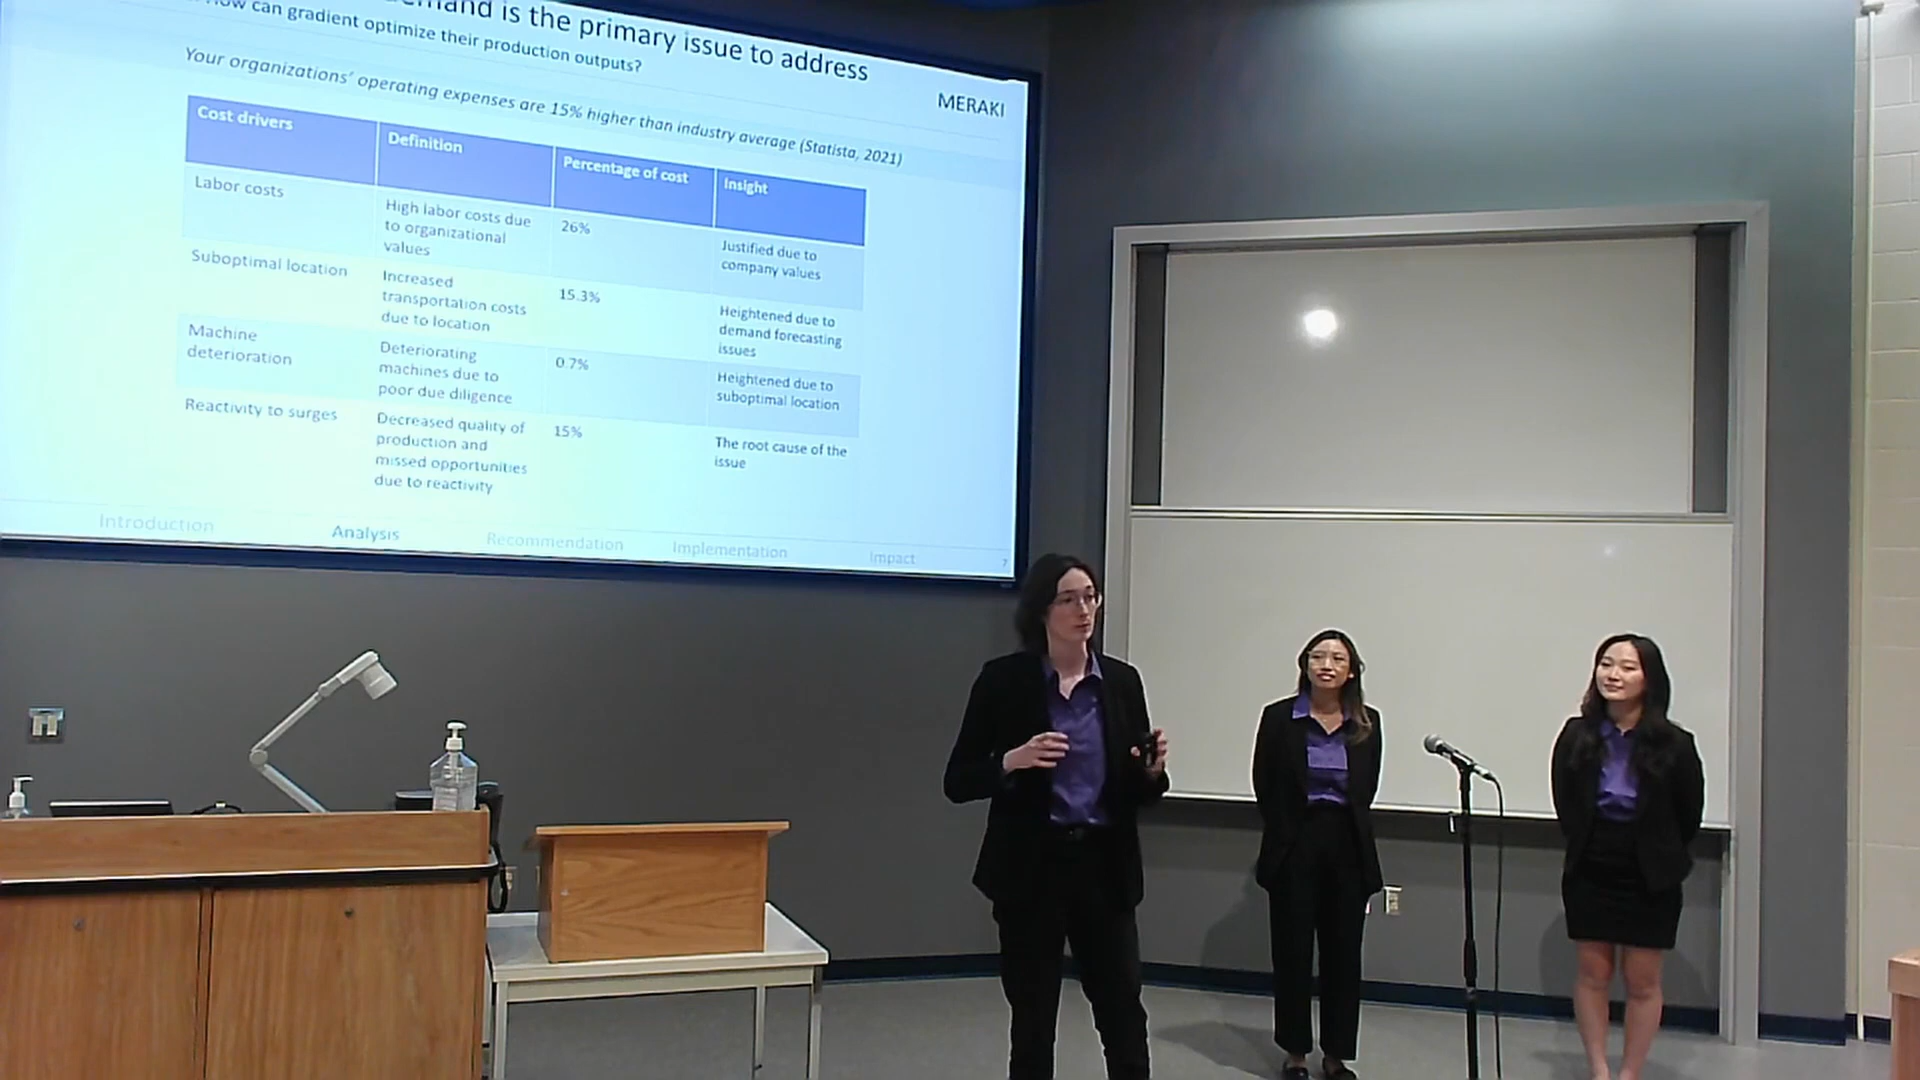 is the primary issue to address
can gradient optimize their production outputs?
MERAKI
Your organizations' operating expenses are 15% higher than industry average (Statista, 2021)
Cost drivers
Definition
Percentage of cost
Insight
Labor costs
High labor costs due
to organizational
values
26%
Justified due to
company values
Suboptimal location
Increased
transportation costs
due to location
15.3%
Heightened due to
demand forecasting
issues
Machine
deterioration
Deteriorating
machines due to
poor due diligence
0.7%
Heightened due to
suboptimal location
Reactivity to surges
Decreased quality of
production and
missed opportunities
due to reactivity
15%
The root cause of the
issue
Introduction
Analysis
Recommendation
Implementation
Impact
7